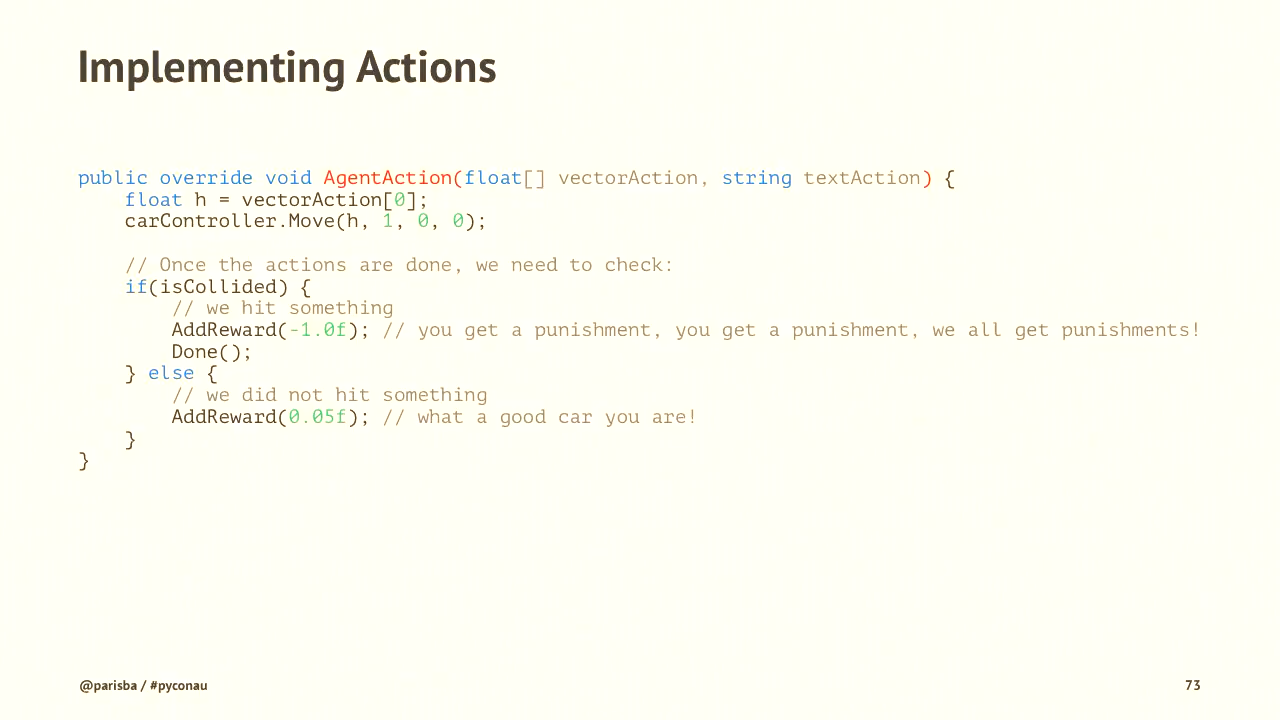 Implementing Actions
public override void AgentAction(float[] vectorAction, string textAction) {
    float h = vectorAction[0];
    carController.Move(h, 1, 0, 0);
    // Once the actions are done, we need to check:
    if(isCollided) {
        // we hit something
        AddReward(-1.0f); // you get a punishment, you get a punishment, we all get punishments!
        Done();
    } else {
        // we did not hit something
        AddReward(0.05f); // what a good car you are!
    }
}
@parisba / #pyconau
73